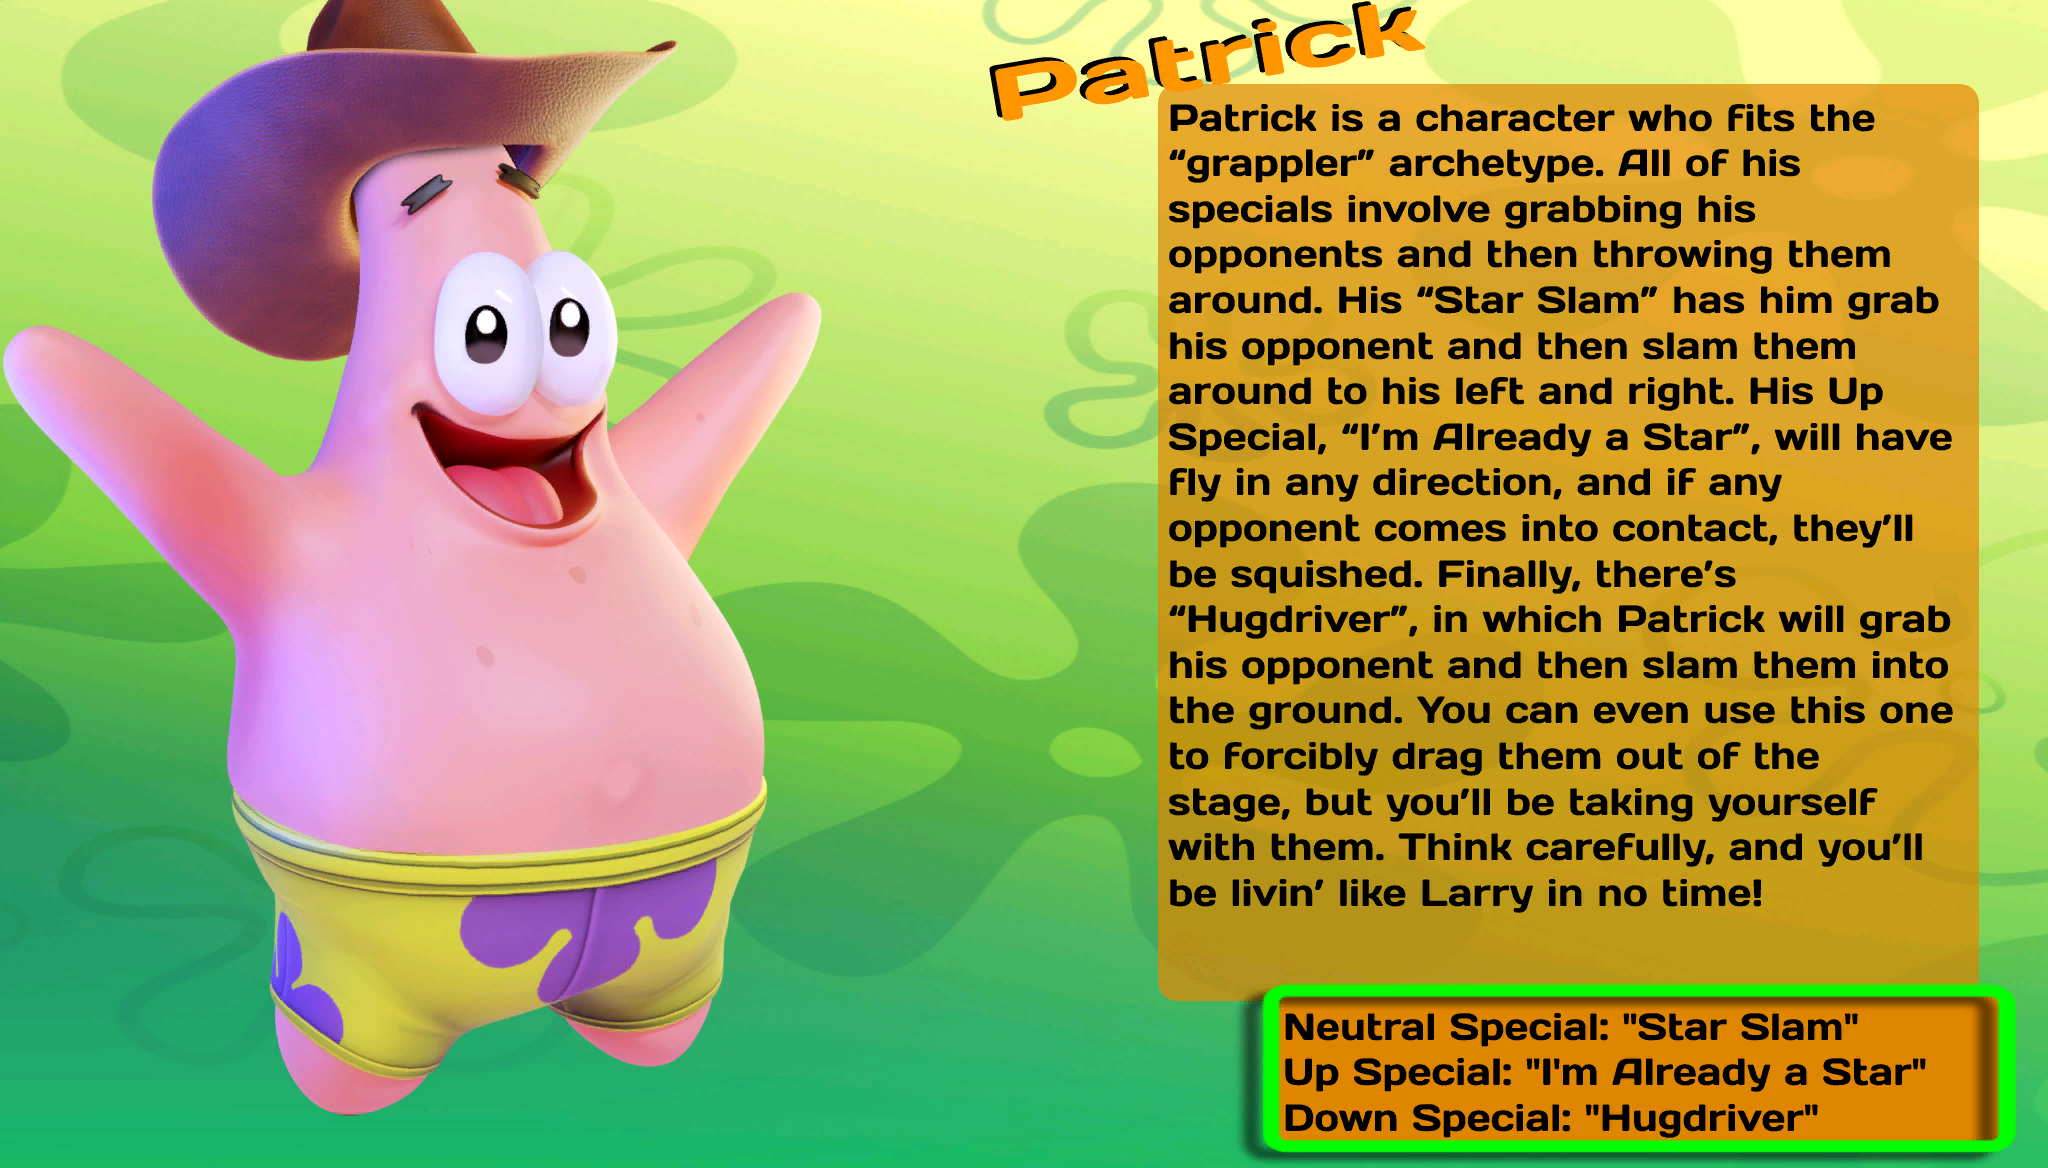 Patrick
Patrick is a character who fits the
“grappler” archetype. All of his
specials involve grabbing his
opponents and then throwing them
around. His “Star Slam” has him grab
his opponent and then slam them
around to his left and right. His Up
Special, “I’m Already a Star”, will have
fly in any direction, and if any
opponent comes into contact, they’ll
be squished. Finally, there’s
“Hugdriver”, in which Patrick will grab
his opponent and then slam them into
the ground. You can even use this one
to forcibly drag them out of the
stage, but you’ll be taking yourself
with them. Think carefully, and you’ll
be livin’ like Larry in no time!
Neutral Special: "Star Slam"
Up Special: "I'm Already a Star"
Down Special: "Hugdriver"